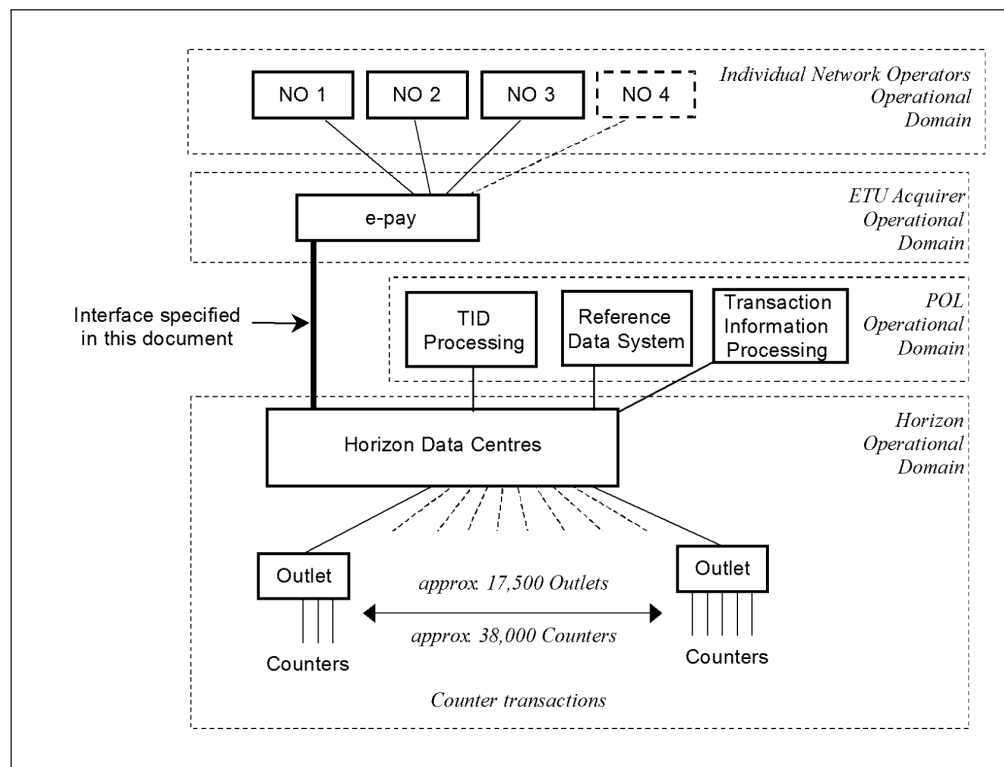 NO 1
NO 2
NO 3
NO 4
Individual Network Operators
Operational
Domain
e-pay
ETU Acquirer
Operational
Domain
Interface specified
in this document
TID
Processing
Reference
Data System
Transaction
Information
Processing
POL
Operational
Domain
Horizon Data Centres
Horizon
Operational
Domain
Outlet
approx. 17,500 Outlets
Outlet
approx. 38,000 Counters
Counters
Counters
Counter transactions